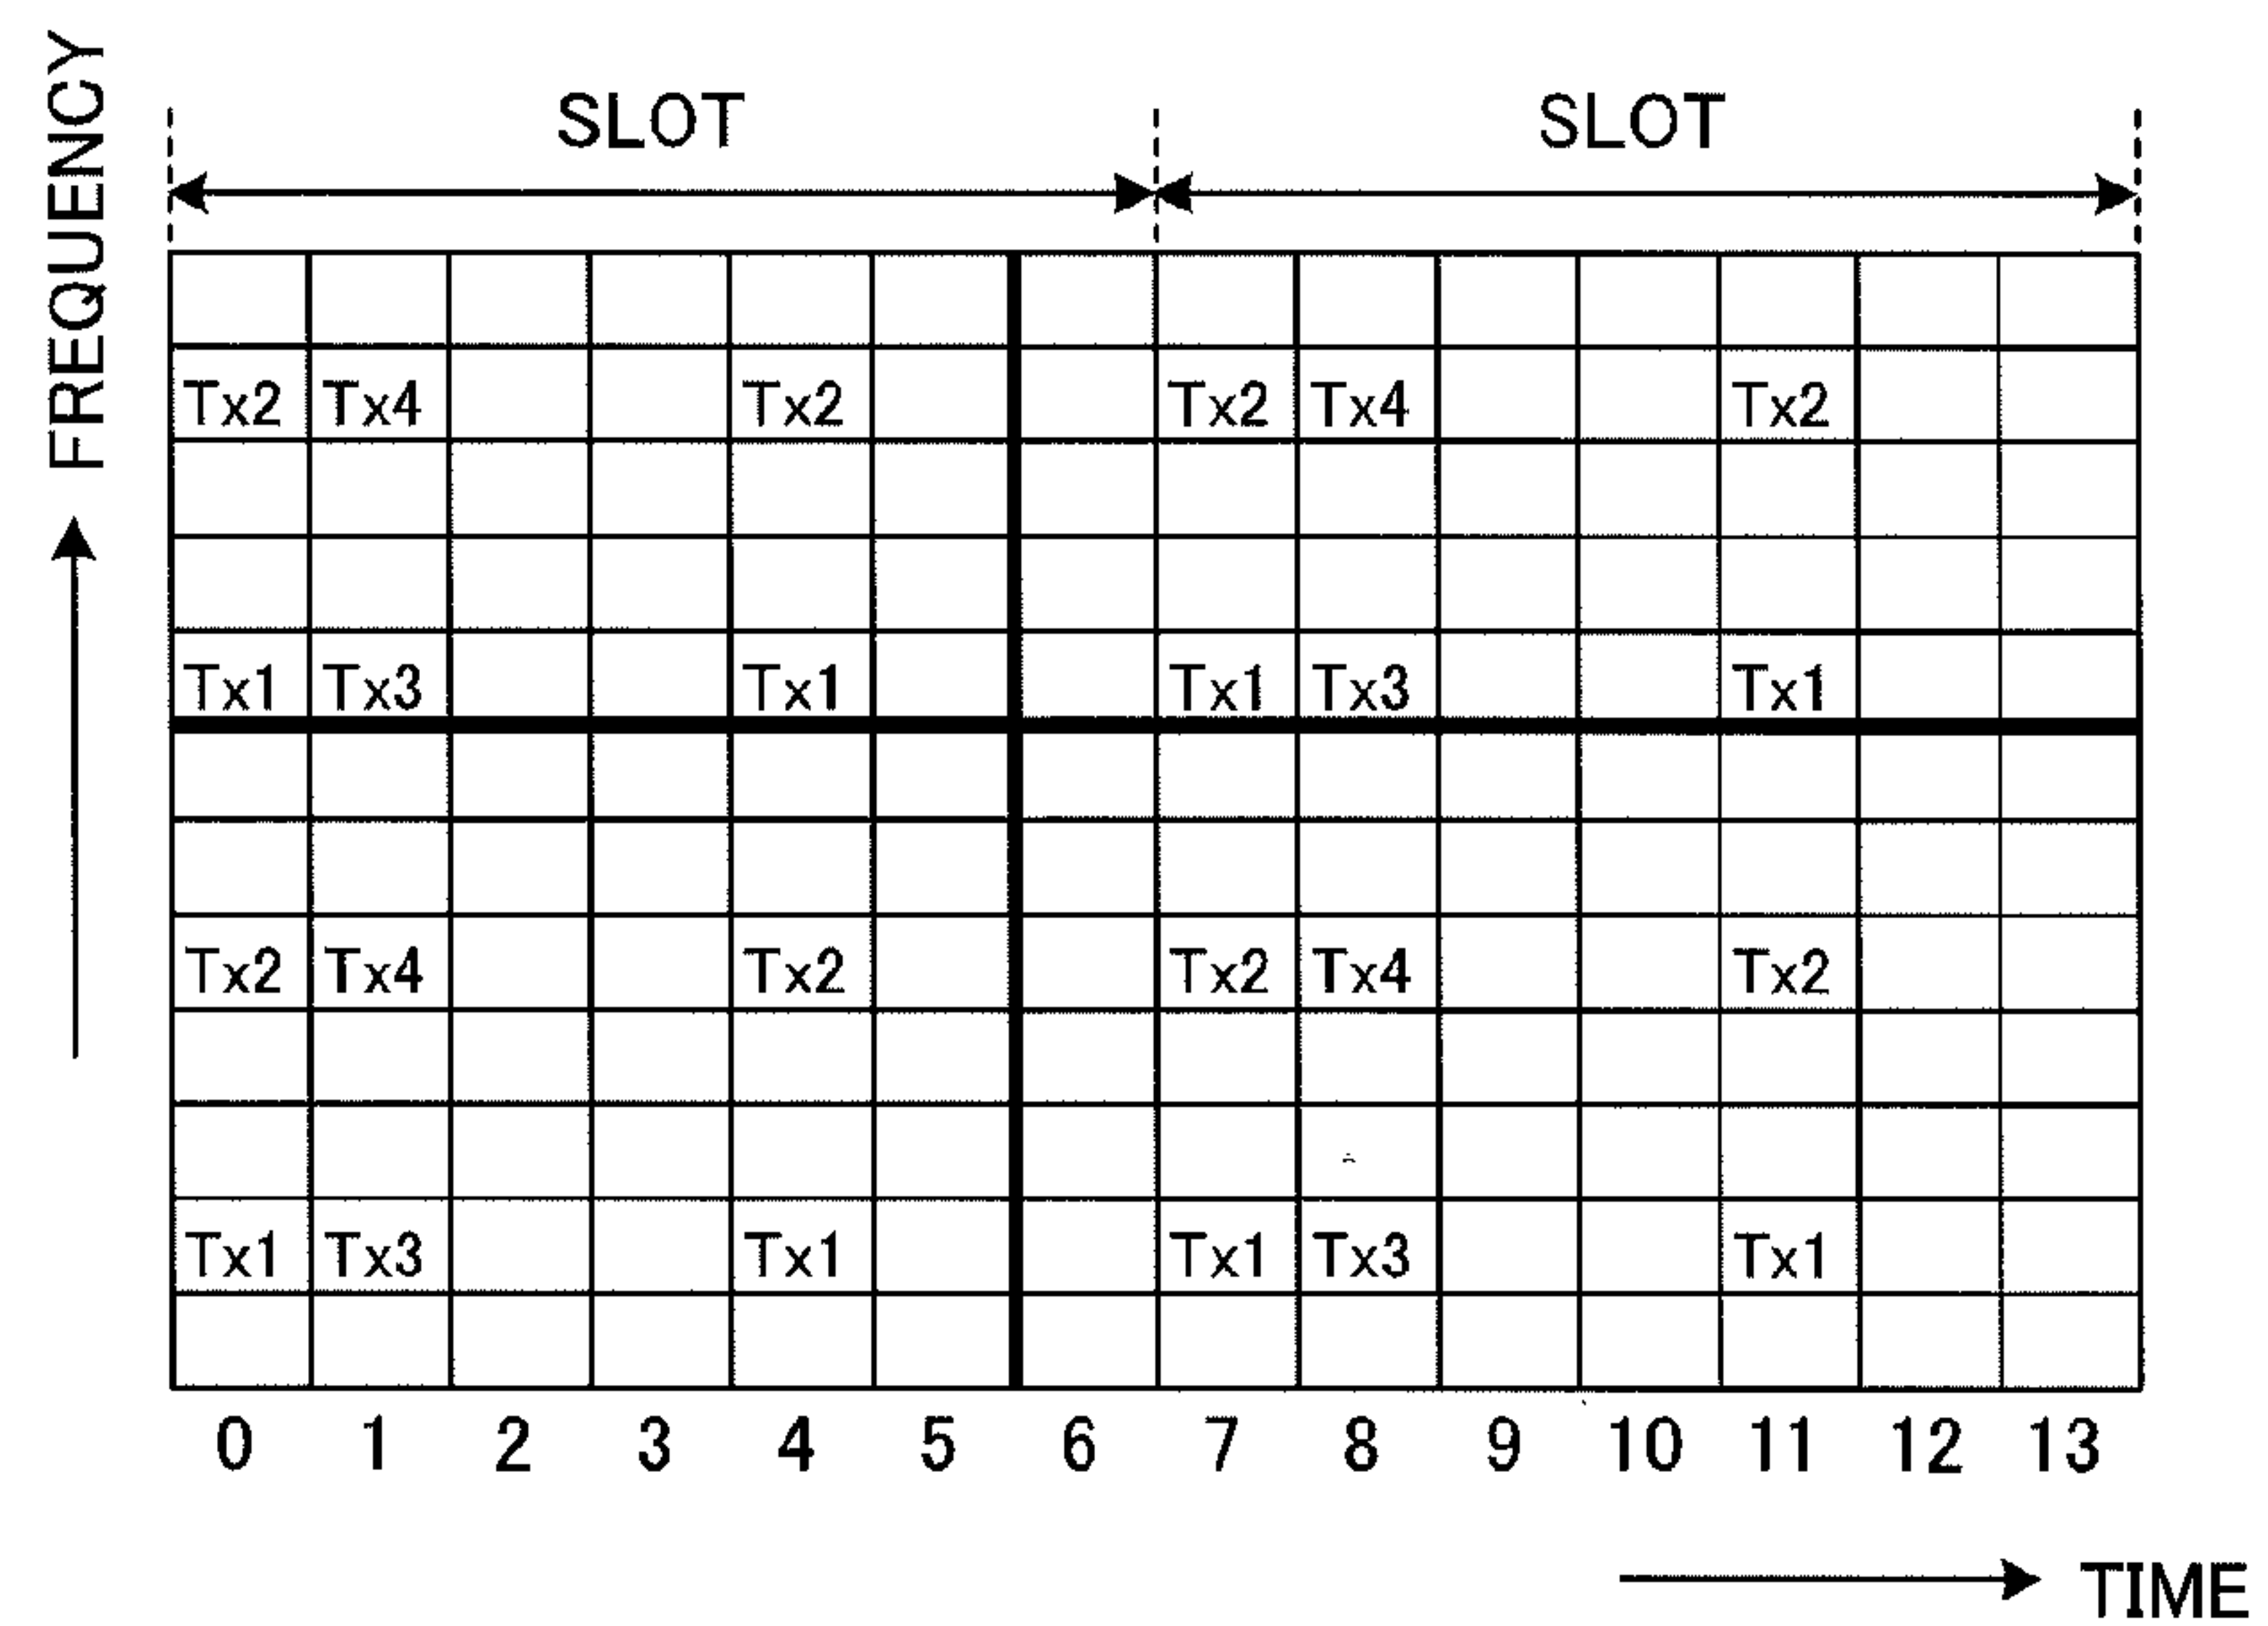 FREQUENCY
SLOT SLOT
Tx2 Tx4 Tx2 Tx2 Tx4 Tx2
Tx1 Tx3 Tx1 Tx1 Tx3 Tx1
Tx2 Tx4 Tx2 Tx2 Tx4 Tx2
Tx1 Tx3 Tx1 Tx1 Tx3 Tx1
0 1 2 3 4 5 6 7 8 9 10 11 12 13
TIME